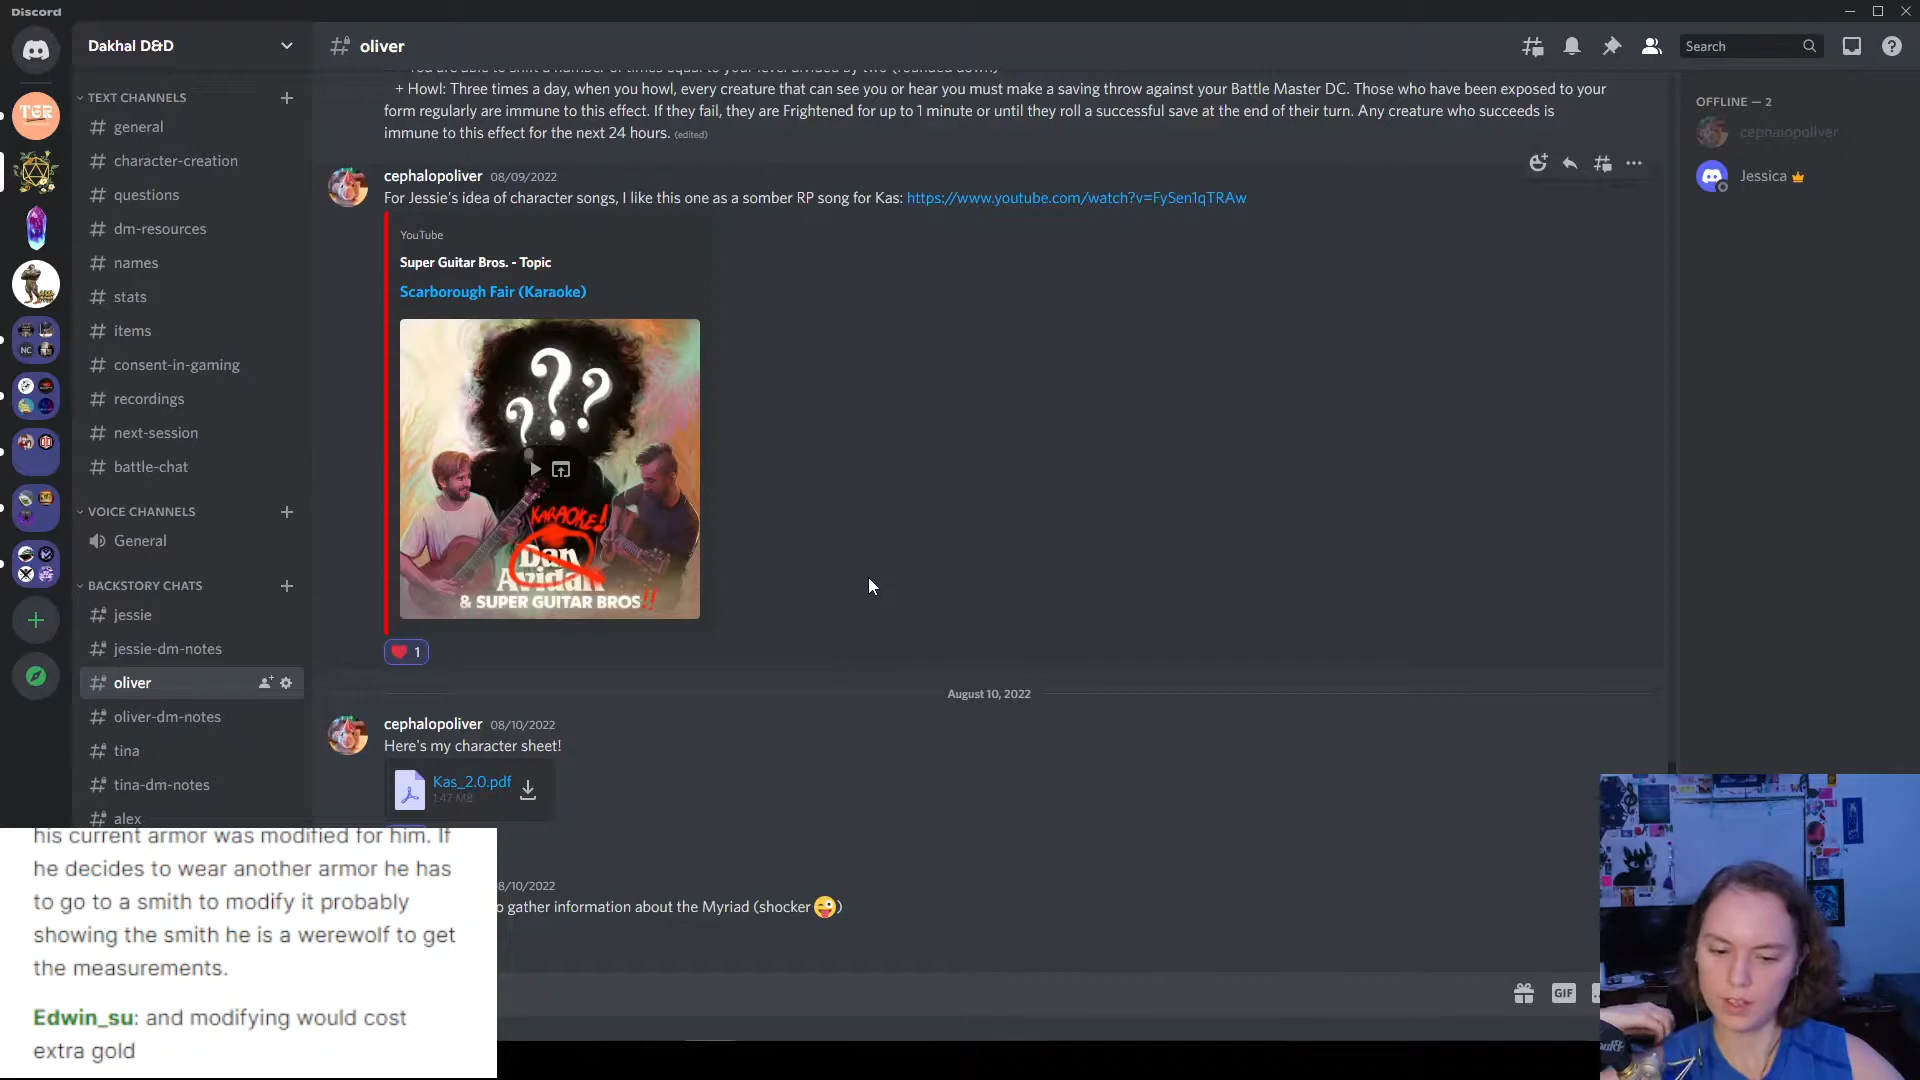 Discord
Dakhal D&D
oliver
Search
TEXT CHANNELS
general
character-creation
questions
dm-resources
names
stats
items
consent-in-gaming
recordings
next-session
battle-chat
VOICE CHANNELS
General
BACKSTORY CHATS
jessie
jessie-dm-notes
oliver
oliver-dm-notes
tina
tina-dm-notes
alex
TGR
NC
+ Howl: Three times a day, when you howl, every creature that can see you or hear you must make a saving throw against your Battle Master DC. Those who have been exposed to your
form regularly are immune to this effect. If they fail, they are Frightened for up to 1 minute or until they roll a successful save at the end of their turn. Any creature who succeeds is
immune to this effect for the next 24 hours. (edited)
cephalopoliver 08/09/2022
For Jessie's idea of character songs, I like this one as a somber RP song for Kas: https://www.youtube.com/watch?v=FySen1qTRAw
YouTube
Super Guitar Bros. - Topic
Scarborough Fair (Karaoke)
???
KARAOKE!
Dan
Avidan
& SUPER GUITAR BROS!!
1
August 10, 2022
cephalopoliver 08/10/2022
Here's my character sheet!
Kas_2.0.pdf
1.47 MB
8/10/2022
o gather information about the Myriad (shocker 😜)
GIF
OFFLINE — 2
cephalopoliver
Jessica
his current armor was modified for him. If
he decides to wear another armor he has
to go to a smith to modify it probably
showing the smith he is a werewolf to get
the measurements.
Edwin_su: and modifying would cost
extra gold